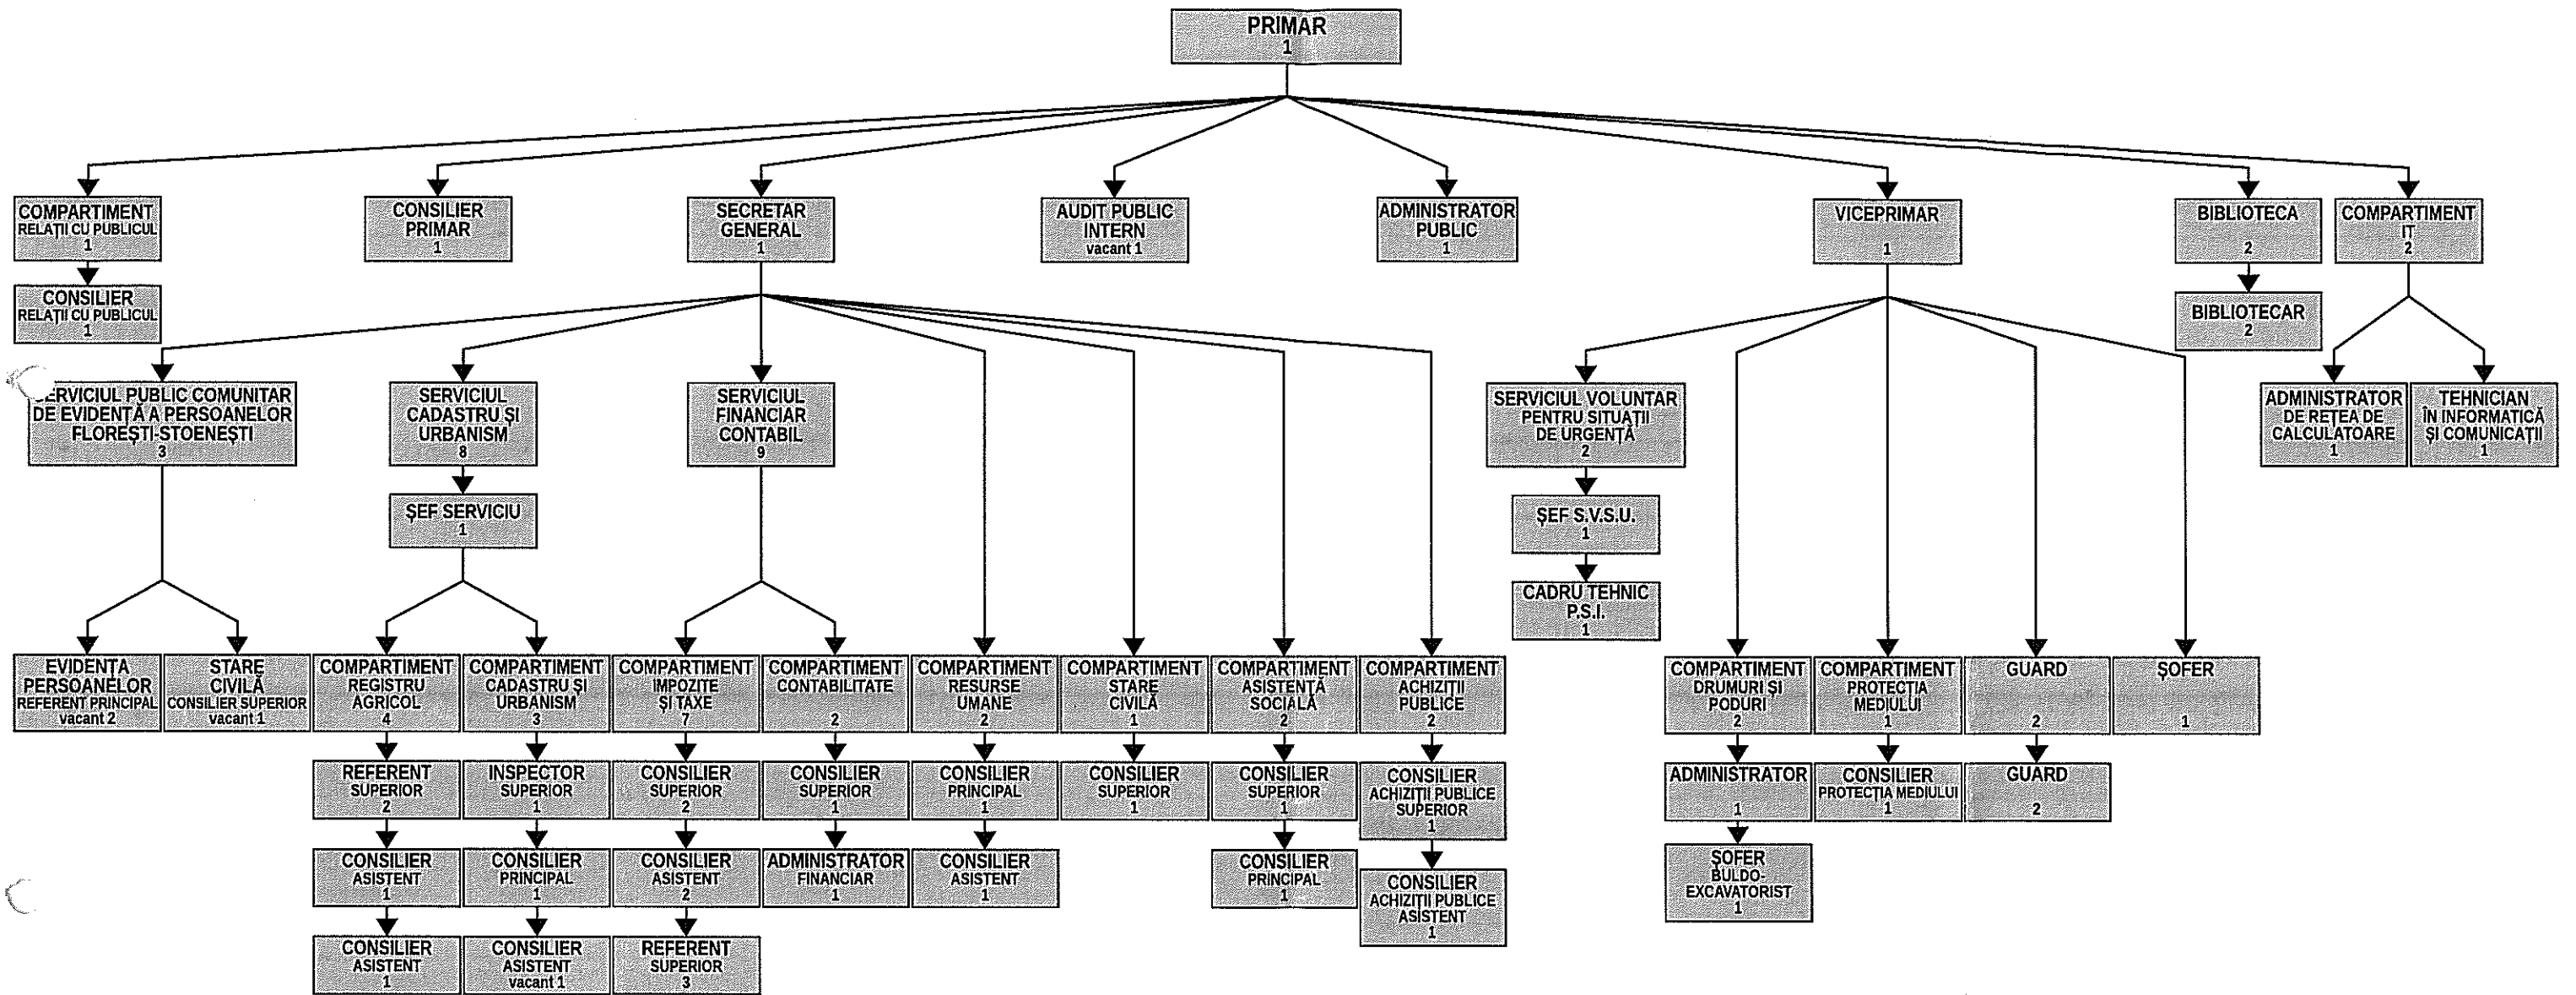 PRIMAR
1
COMPARTIMENT
RELAȚII CU PUBLICUL
1
CONSILIER
PRIMAR
1
SECRETAR
GENERAL
1
AUDIT PUBLIC
INTERN
vacant 1
ADMINISTRATOR
PUBLIC
1
VICEPRIMAR
1
BIBLIOTECA
2
COMPARTIMENT
IT
2
CONSILIER
RELAȚII CU PUBLICUL
1
BIBLIOTECAR
2
SERVICIUL PUBLIC COMUNITAR
DE EVIDENȚĂ A PERSOANELOR
FLOREȘTI-STOENEȘTI
3
SERVICIUL
CADASTRU ȘI
URBANISM
8
SERVICIUL
FINANCIAR
CONTABIL
9
SERVICIUL VOLUNTAR
PENTRU SITUAȚII
DE URGENȚĂ
2
ADMINISTRATOR
DE REȚEA DE
CALCULATOARE
1
TEHNICIAN
ÎN INFORMATICĂ
ȘI COMUNICAȚII
1
ȘEF SERVICIU
1
ȘEF S.V.S.U.
1
CADRU TEHNIC
P.S.I.
1
EVIDENȚA
PERSOANELOR
REFERENT PRINCIPAL
vacant 2
STARE
CIVILĂ
CONSILIER SUPERIOR
vacant 1
COMPARTIMENT
REGISTRU
AGRICOL
4
COMPARTIMENT
CADASTRU ȘI
URBANISM
3
COMPARTIMENT
IMPOZITE
ȘI TAXE
7
COMPARTIMENT
CONTABILITATE
2
COMPARTIMENT
RESURSE
UMANE
2
COMPARTIMENT
STARE
CIVILĂ
1
COMPARTIMENT
ASISTENȚĂ
SOCIALĂ
2
COMPARTIMENT
ACHIZIȚII
PUBLICE
2
COMPARTIMENT
DRUMURI ȘI
PODURI
2
COMPARTIMENT
PROTECȚIA
MEDIULUI
1
GUARD
2
ȘOFER
1
REFERENT
SUPERIOR
2
INSPECTOR
SUPERIOR
1
CONSILIER
SUPERIOR
2
CONSILIER
SUPERIOR
1
CONSILIER
PRINCIPAL
1
CONSILIER
SUPERIOR
1
CONSILIER
SUPERIOR
1
CONSILIER
ACHIZIȚII PUBLICE
SUPERIOR
1
ADMINISTRATOR
1
CONSILIER
PROTECȚIA MEDIULUI
1
GUARD
2
CONSILIER
ASISTENT
1
CONSILIER
PRINCIPAL
1
CONSILIER
ASISTENT
2
ADMINISTRATOR
FINANCIAR
1
CONSILIER
ASISTENT
1
CONSILIER
PRINCIPAL
1
CONSILIER
ACHIZIȚII PUBLICE
ASISTENT
1
ȘOFER
BULDO-
EXCAVATORIST
1
CONSILIER
ASISTENT
1
CONSILIER
ASISTENT
vacant 1
REFERENT
SUPERIOR
3